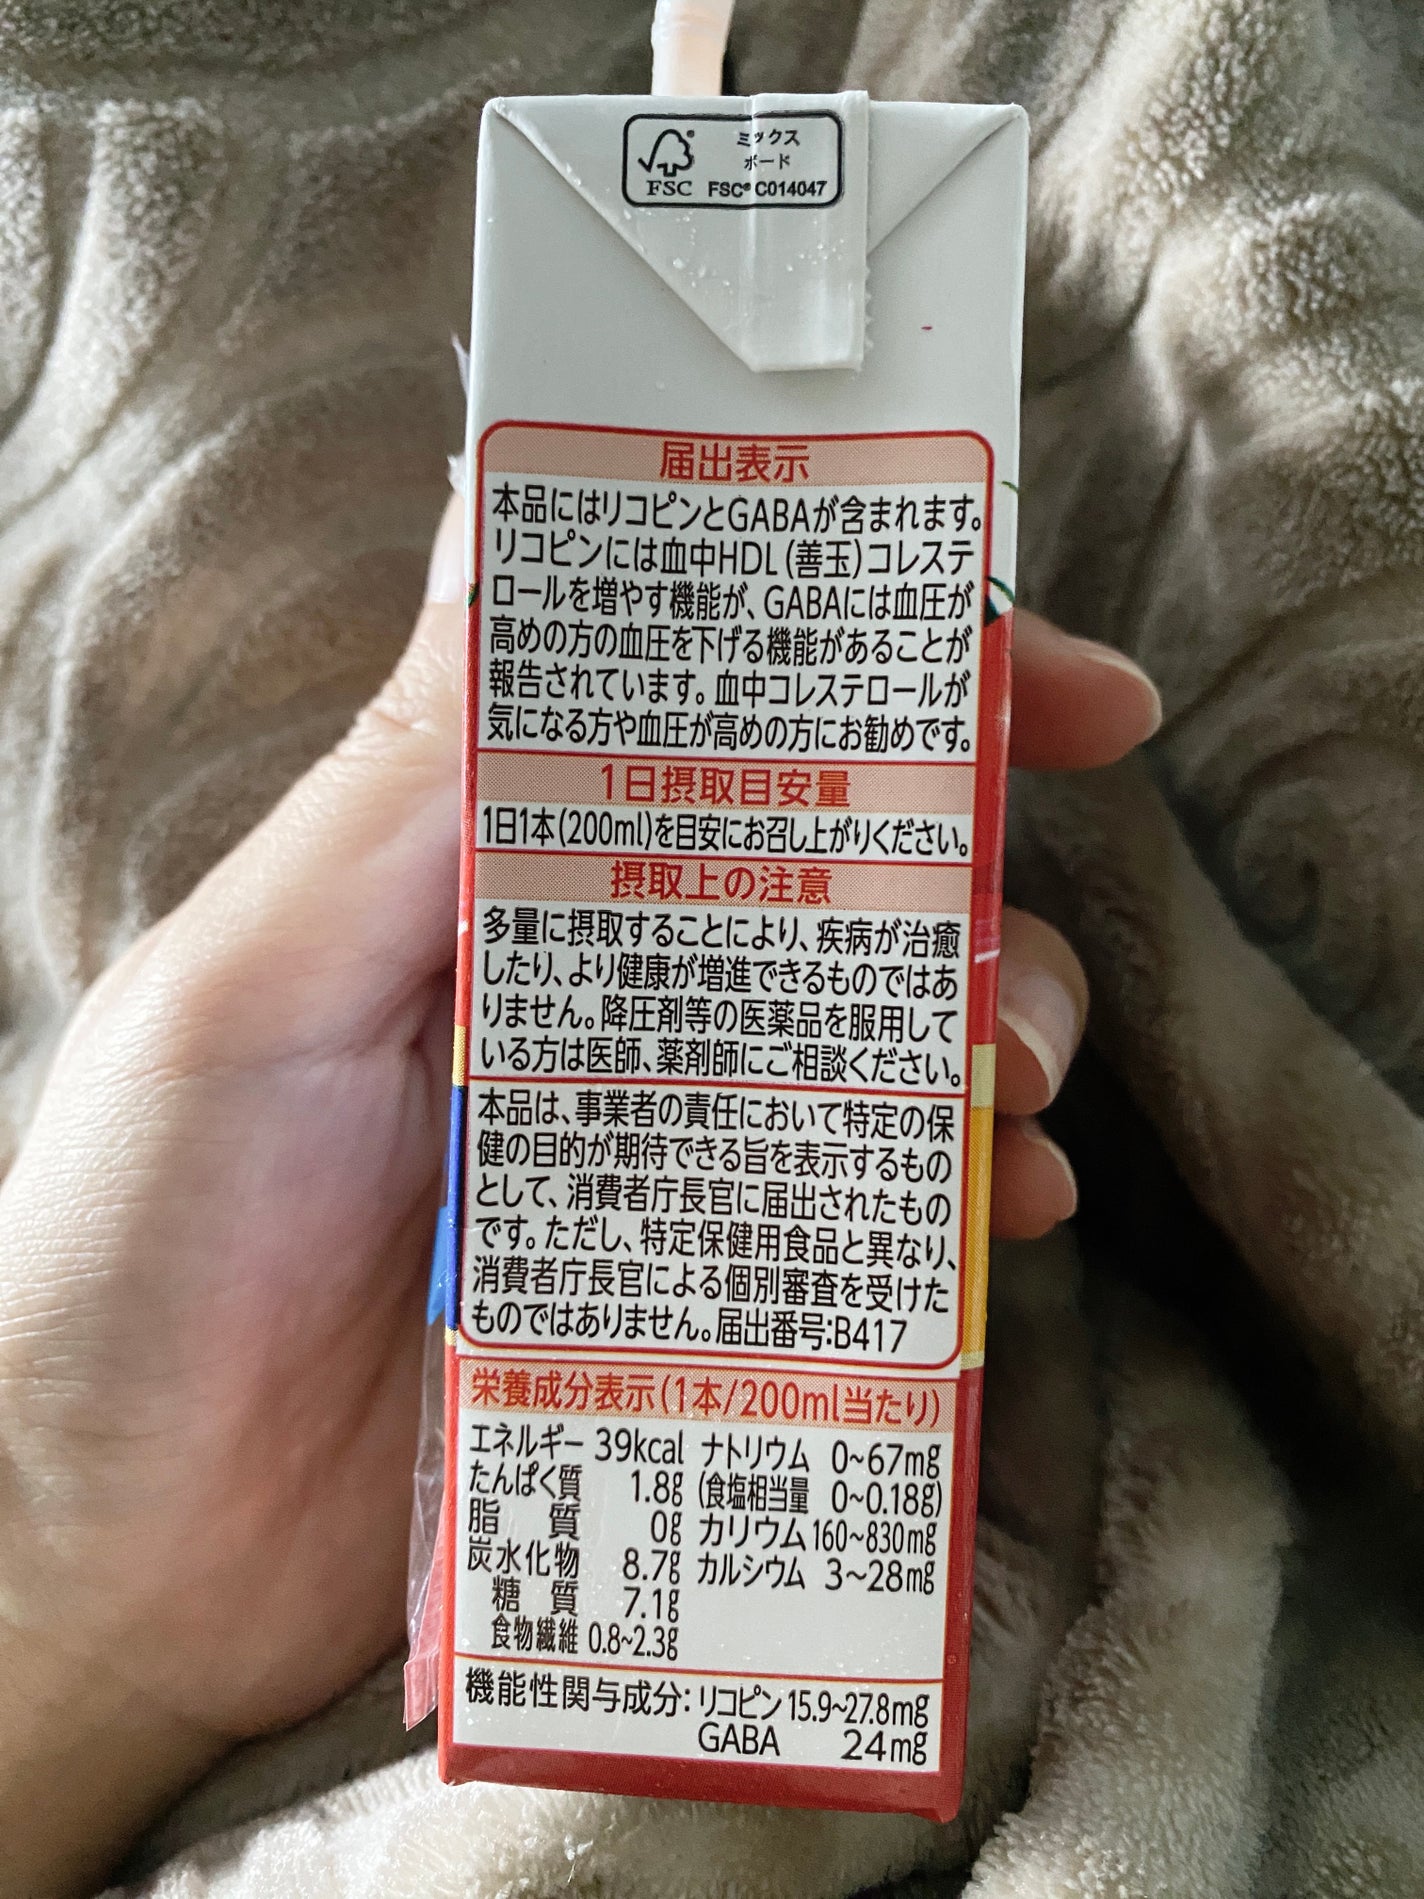 ミックス
ボード
FSC FSC® C014047
届出表示
本品にはリコピンとGABAが含まれます。
リコピンには血中HDL(善玉)コレステ
ロールを増やす機能が、GABAには血圧が
高めの方の血圧を下げる機能があることが
報告されています。血中コレステロールが
気になる方や血圧が高めの方にお勧めです。
1日摂取目安量
1日1本(200ml)を目安にお召し上がりください。
摂取上の注意
多量に摂取することにより、疾病が治癒
したり、より健康が増進できるものではあ
りません。降圧剤等の医薬品を服用して
いる方は医師、薬剤師にご相談ください。
本品は、事業者の責任において特定の保
健の目的が期待できる旨を表示するもの
として、消費者庁長官に届出されたもの
です。ただし、特定保健用食品と異なり、
消費者庁長官による個別審査を受けた
ものではありません。届出番号:B417
栄養成分表示(1本/200ml当たり)
エネルギー 39kcal ナトリウム 0~67mg
たんぱく質 1.8g (食塩相当量 0~0.18g)
脂質 0g カリウム 160~830mg
炭水化物 8.7g カルシウム 3~28mg
糖質 7.1g
食物繊維 0.8~2.3g
機能性関与成分: リコピン 15.9~27.8mg
GABA 24mg